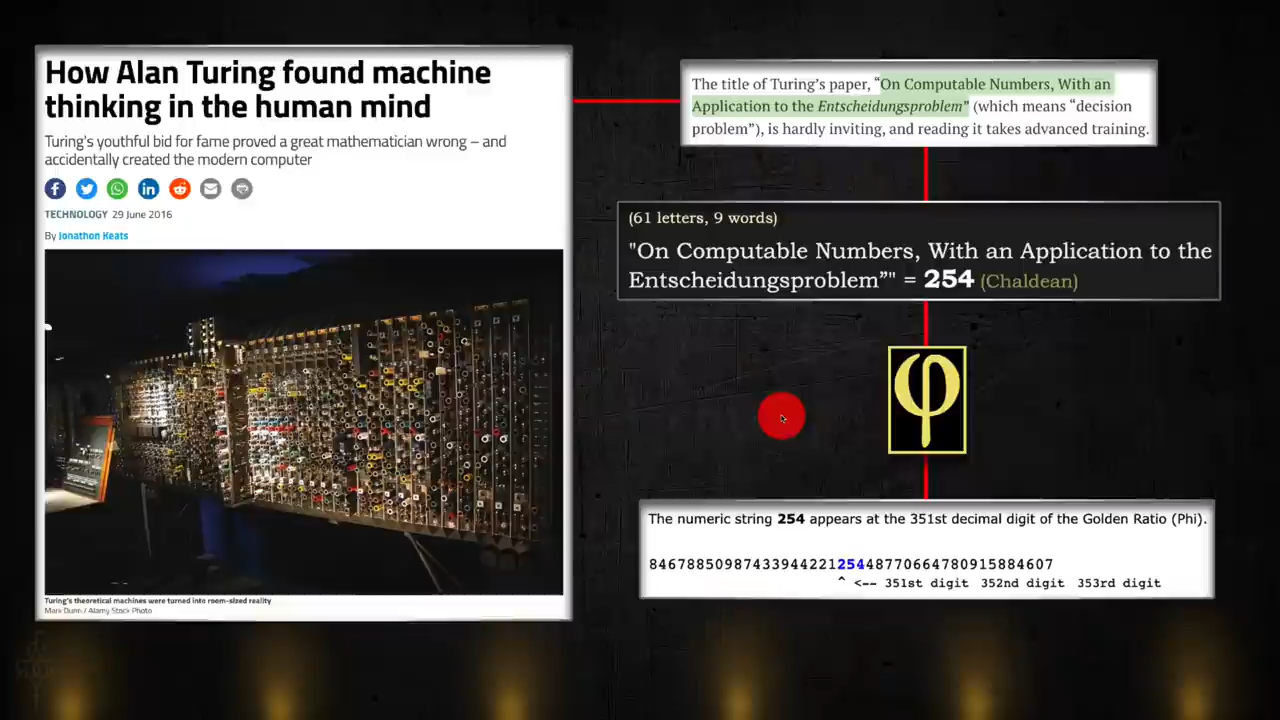 How Alan Turing found machine
thinking in the human mind
Turing's youthful bid for fame proved a great mathematician wrong – and
accidentally created the modern computer
TECHNOLOGY 29 June 2016
By Jonathon Keats
Turing's theoretical machines were turned into room-sized reality
Mark Dunn / Alamy Stock Photo
The title of Turing's paper, “On Computable Numbers, With an
Application to the Entscheidungsproblem” (which means “decision
problem”), is hardly inviting, and reading it takes advanced training.
(61 letters, 9 words)
"On Computable Numbers, With an Application to the
Entscheidungsproblem”" = 254 (Chaldean)
φ
The numeric string 254 appears at the 351st decimal digit of the Golden Ratio (Phi).
8467885098743394422125448770664780915884607
^ <-- 351st digit 352nd digit 353rd digit